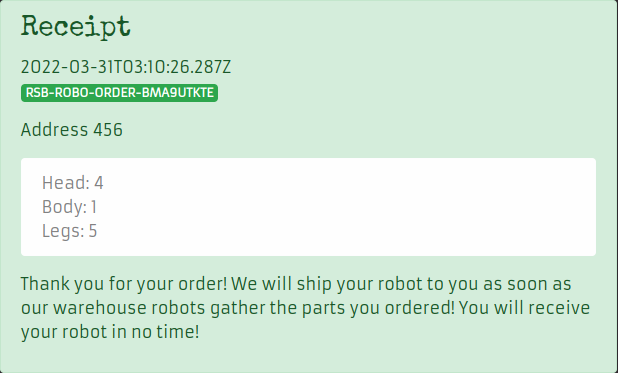 Receipt
2022-03-31T03:10:26.287Z
RSB-ROBO-ORDER-BMA9UTKTE
Address 456
Head: 4
Body: 1
Legs: 5
Thank you for your order! We will ship your robot to you as soon as
our warehouse robots gather the parts you ordered! You will receive
your robot in no time!